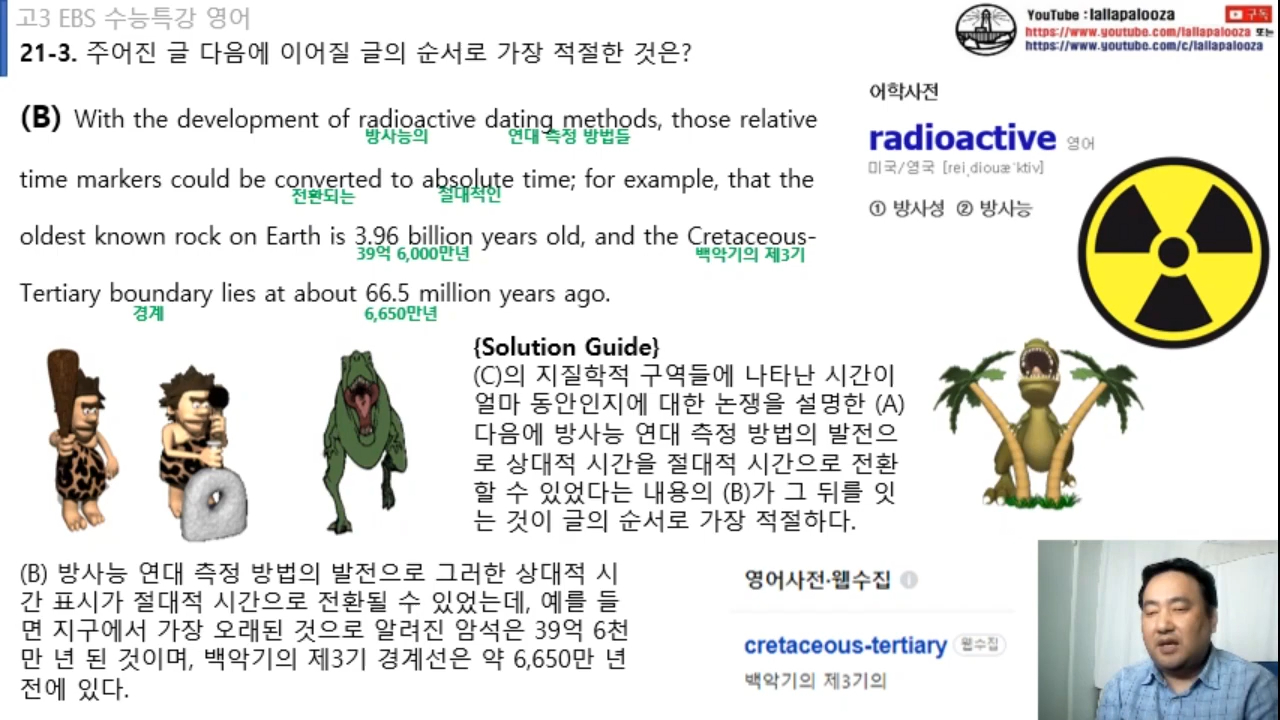 고3 EBS 수능특강 영어
21-3. 주어진 글 다음에 이어질 글의 순서로 가장 적절한 것은?
YouTube : lallapalooza
구독
https://www.youtube.com/lallapalooza 또는
https://www.youtube.com/c/lallapalooza
(B) With the development of radioactive dating methods, those relative
방사능의 연대 측정 방법들
time markers could be converted to absolute time; for example, that the
전환되는 절대적인
oldest known rock on Earth is 3.96 billion years old, and the Cretaceous-
39억 6,000만년 백악기의 제3기
Tertiary boundary lies at about 66.5 million years ago.
경계 6,650만년
어학사전
radioactive 영어
미국/영국 [reiˌdiouæˈktiv]
① 방사성 ② 방사능
{Solution Guide}
(C)의 지질학적 구역들에 나타난 시간이
얼마 동안인지에 대한 논쟁을 설명한 (A)
다음에 방사능 연대 측정 방법의 발전으
로 상대적 시간을 절대적 시간으로 전환
할 수 있었다는 내용의 (B)가 그 뒤를 잇
는 것이 글의 순서로 가장 적절하다.
(B) 방사능 연대 측정 방법의 발전으로 그러한 상대적 시
간 표시가 절대적 시간으로 전환될 수 있었는데, 예를 들
면 지구에서 가장 오래된 것으로 알려진 암석은 39억 6천
만 년 된 것이며, 백악기의 제3기 경계선은 약 6,650만 년
전에 있다.
영어사전·웹수집
cretaceous-tertiary 웹수집
백악기의 제3기의